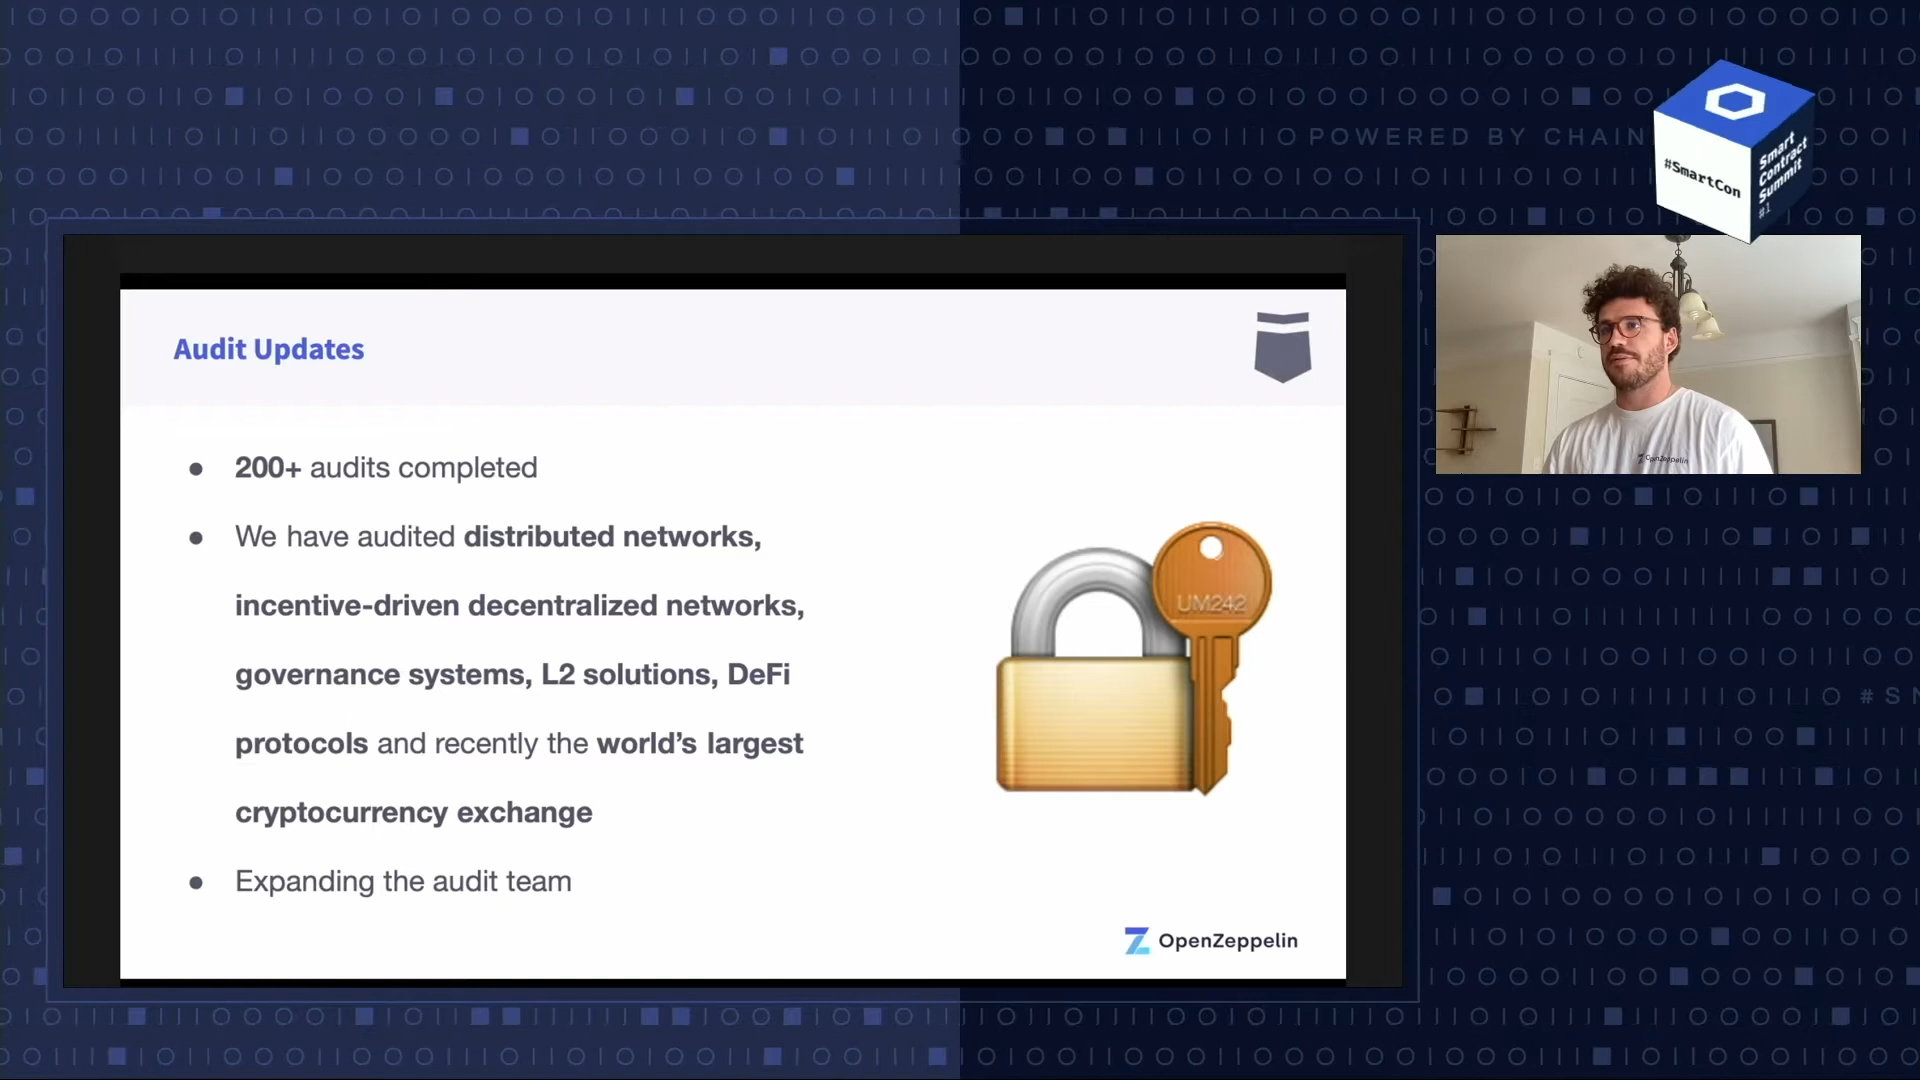 POWERED BY CHAIN
#SmartCon
Smart
Contract
Summit
#1
Audit Updates
● 200+ audits completed
● We have audited distributed networks,
incentive-driven decentralized networks,
governance systems, L2 solutions, DeFi
protocols and recently the world's largest
cryptocurrency exchange
● Expanding the audit team
UM242
OpenZeppelin
OpenZeppelin